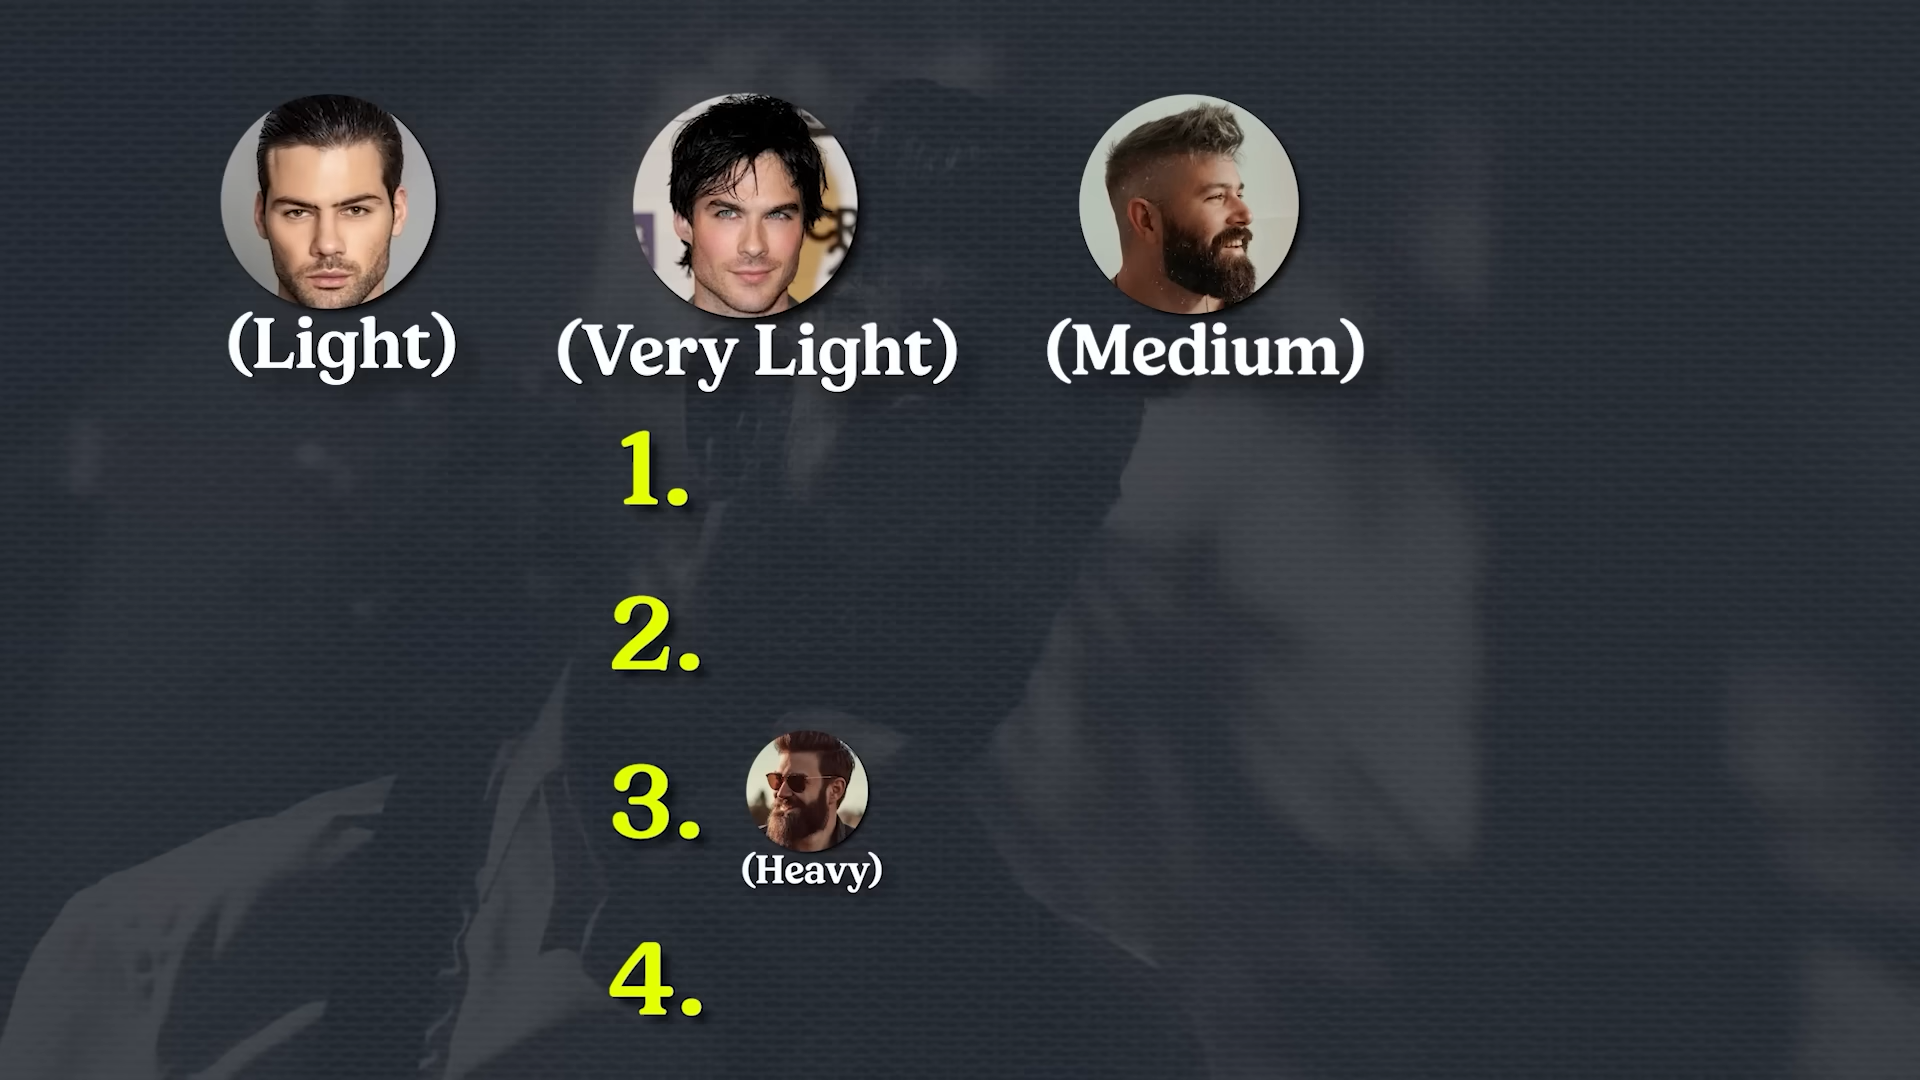 (Light)
(Very Light)
(Medium)
1.
2.
3.
(Heavy)
4.